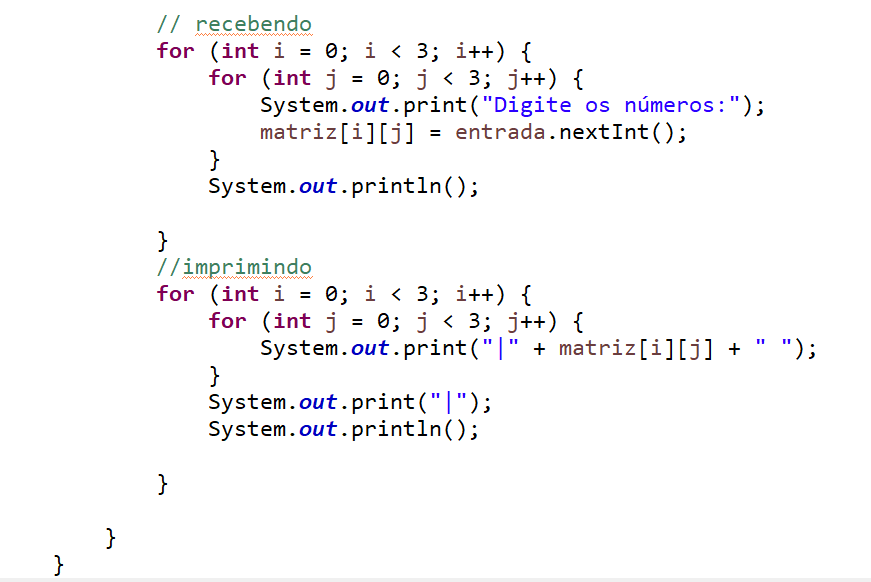 // recebendo
for (int i = 0; i < 3; i++) {
for (int j = 0; j < 3; j++) {
System.out.print("Digite os números:");
matriz[i][j] = entrada.nextInt();
}
System.out.println();
}
//imprimindo
for (int i = 0; i < 3; i++) {
for (int j = 0; j < 3; j++) {
System.out.print("|" + matriz[i][j] + " ");
}
System.out.print("|");
System.out.println();
}
}
}